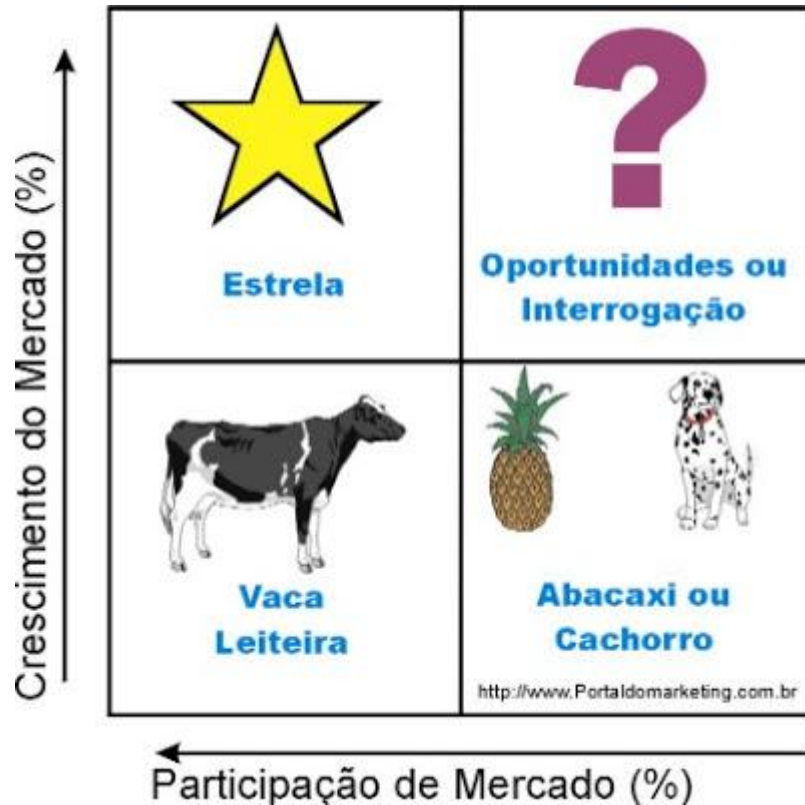 Crescimento do Mercado (%)
Estrela
?
Oportunidades ou
Interrogação
Vaca
Leiteira
Abacaxi ou
Cachorro
http://www.Portaldomarketing.com.br
Participação de Mercado (%)